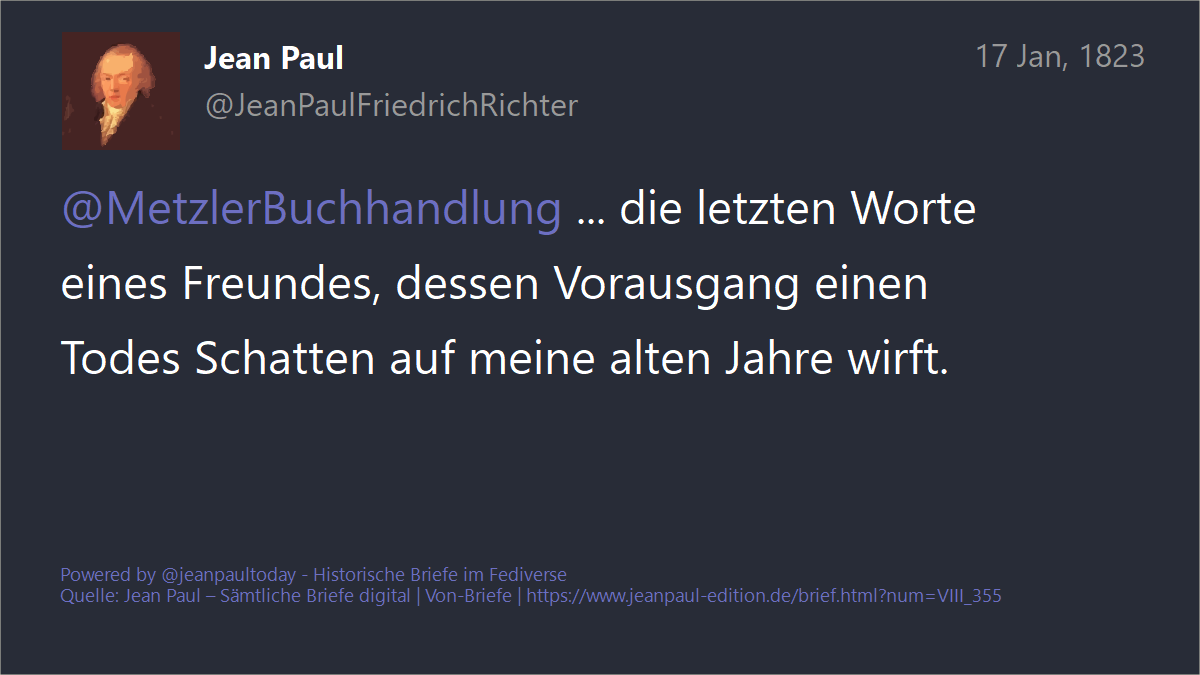 Jean Paul
17 Jan, 1823
@JeanPaulFriedrichRichter
@MetzlerBuchhandlung ... die letzten Worte
eines Freundes, dessen Vorausgang einen
Todes Schatten auf meine alten Jahre wirft.
Powered by @jeanpaultoday - Historische Briefe im Fediverse
Quelle: Jean Paul – Sämtliche Briefe digital | Von-Briefe | https://www.jeanpaul-edition.de/brief.html?num=VIII_355